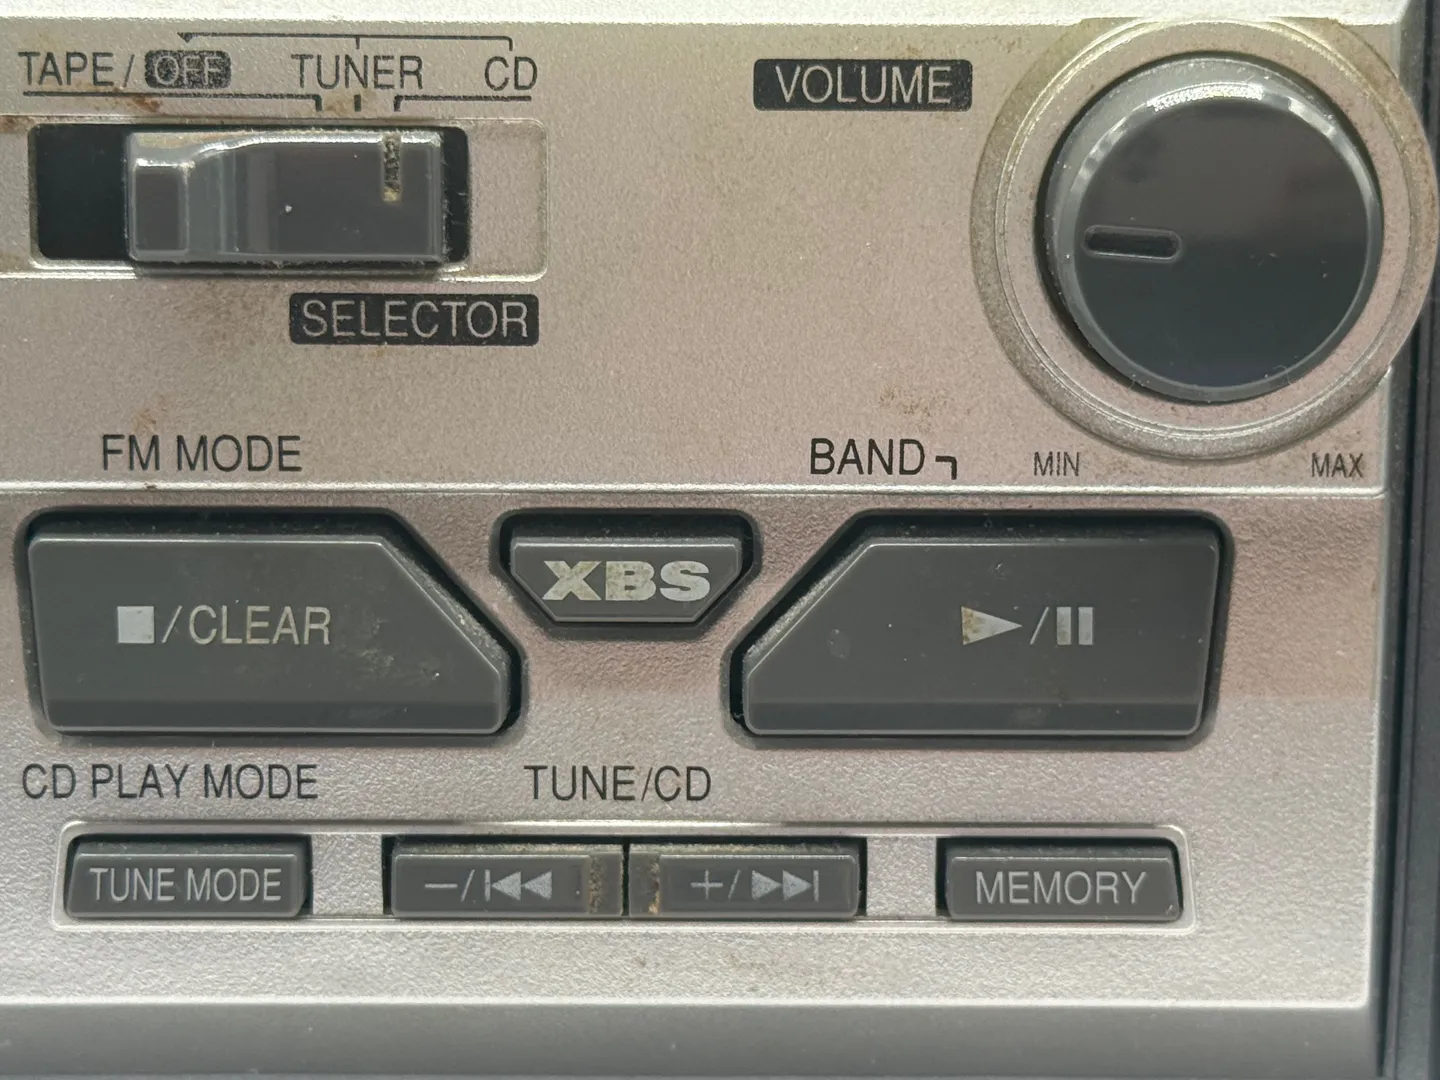 TAPE/OFF TUNER CD
VOLUME
SELECTOR
FM MODE
BAND
MIN MAX
■/CLEAR
XBS
▶/❚❚
CD PLAY MODE
TUNE/CD
TUNE MODE
−/I◀◀
+/▶▶I
MEMORY